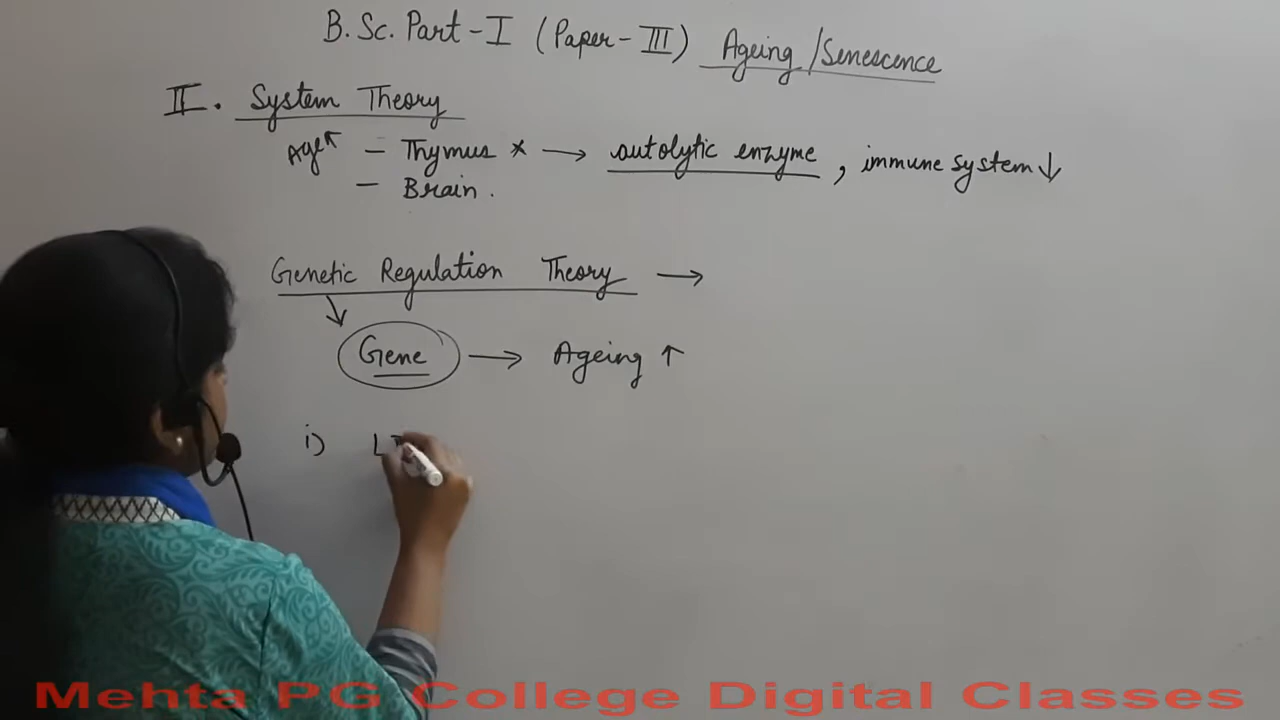 B.Sc. Part-I (Paper-III) Ageing/Senescence
II. System Theory
Age↑ - Thymus × → autolytic enzyme, immune system ↓
- Brain.
Genetic Regulation Theory →
↓
Gene → Ageing ↑
i) L
Mehta PG College Digital Classes